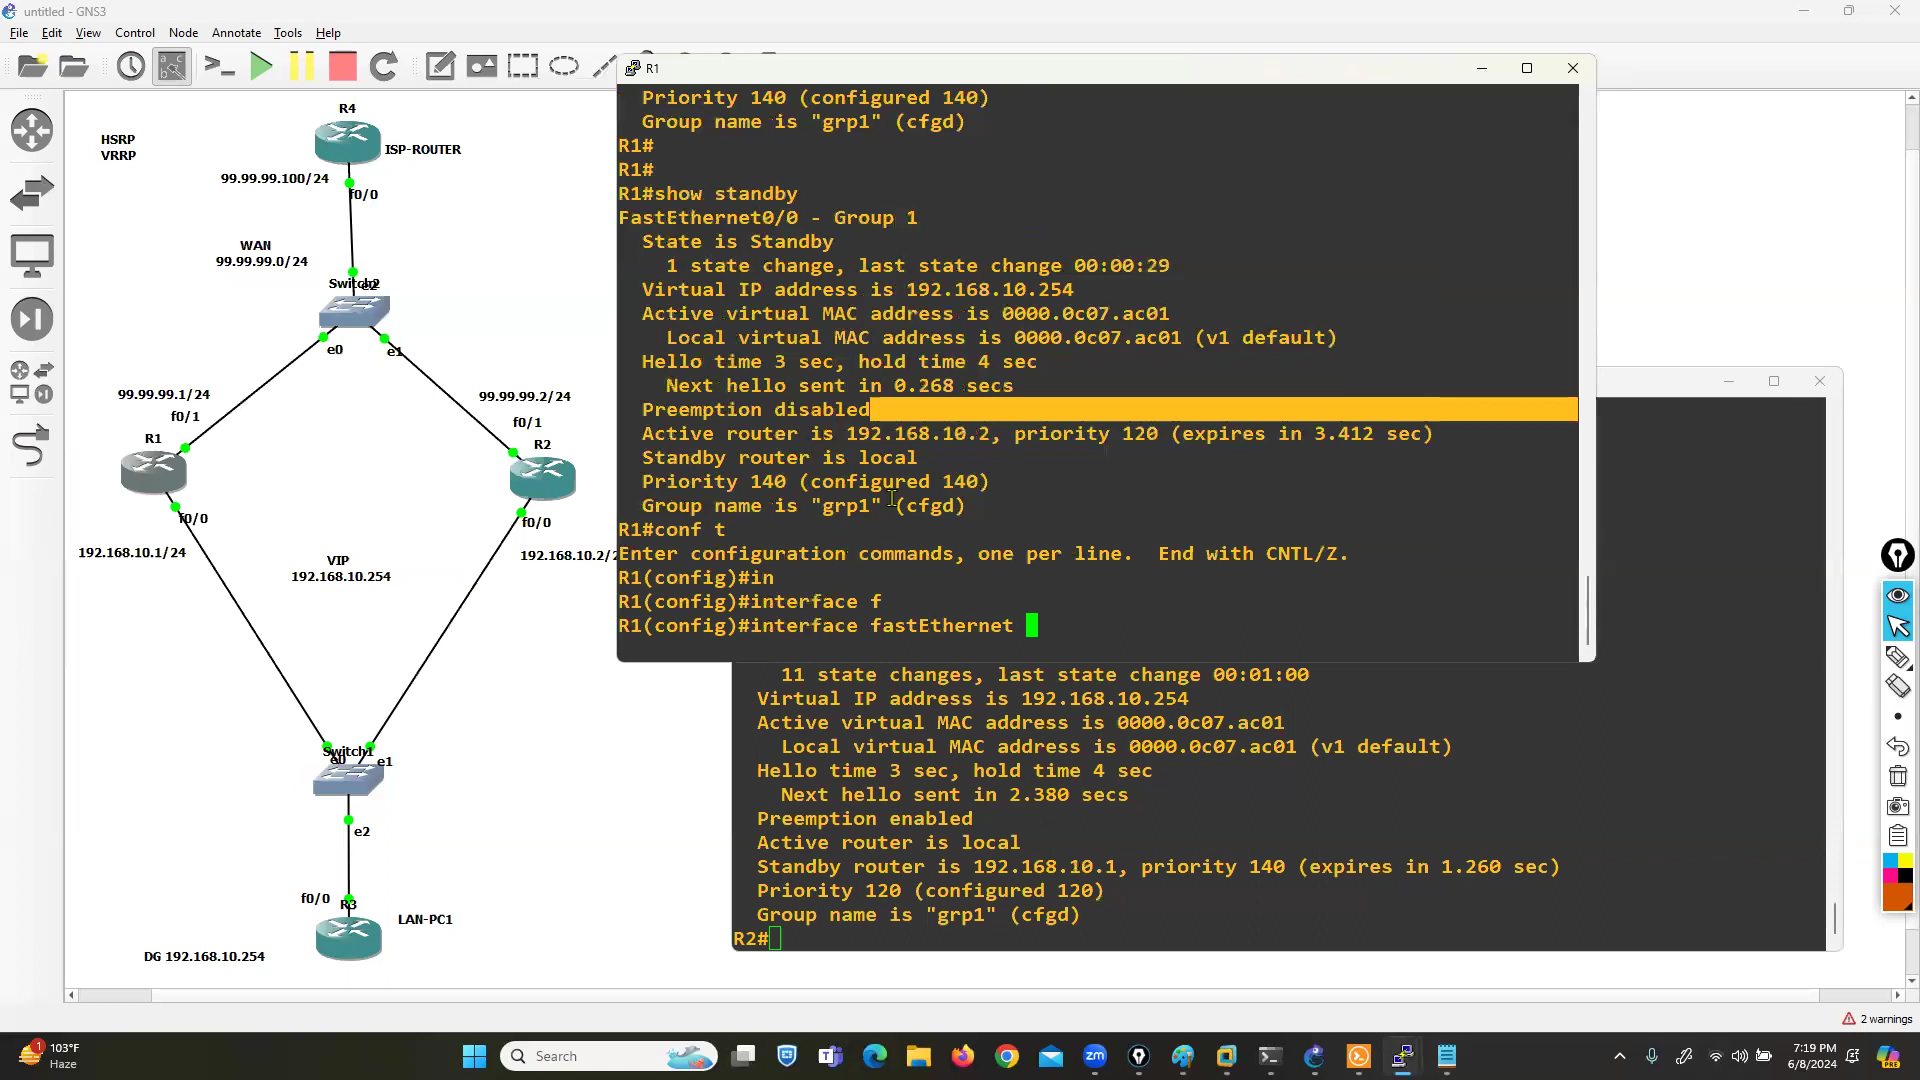 untitled - GNS3
File Edit View Control Node Annotate Tools Help
HSRP
VRRP
R4
ISP-ROUTER
99.99.99.100/24
f0/0
WAN
99.99.99.0/24
Switch2
e2
e0
e1
99.99.99.1/24
f0/1
R1
99.99.99.2/24
f0/1
R2
f0/0
192.168.10.1/24
f0/0
192.168.10.2/2
VIP
192.168.10.254
Switch1
e0
e1
e2
f0/0
R3
LAN-PC1
DG 192.168.10.254
R1
Priority 140 (configured 140)
Group name is "grp1" (cfgd)
R1#
R1#
R1#show standby
FastEthernet0/0 - Group 1
State is Standby
1 state change, last state change 00:00:29
Virtual IP address is 192.168.10.254
Active virtual MAC address is 0000.0c07.ac01
Local virtual MAC address is 0000.0c07.ac01 (v1 default)
Hello time 3 sec, hold time 4 sec
Next hello sent in 0.268 secs
Preemption disabled
Active router is 192.168.10.2, priority 120 (expires in 3.412 sec)
Standby router is local
Priority 140 (configured 140)
Group name is "grp1" (cfgd)
R1#conf t
Enter configuration commands, one per line. End with CNTL/Z.
R1(config)#in
R1(config)#interface f
R1(config)#interface fastEthernet
11 state changes, last state change 00:01:00
Virtual IP address is 192.168.10.254
Active virtual MAC address is 0000.0c07.ac01
Local virtual MAC address is 0000.0c07.ac01 (v1 default)
Hello time 3 sec, hold time 4 sec
Next hello sent in 2.380 secs
Preemption enabled
Active router is local
Standby router is 192.168.10.1, priority 140 (expires in 1.260 sec)
Priority 120 (configured 120)
Group name is "grp1" (cfgd)
R2#
2 warnings
1
103°F
Haze
Search
zm
7:19 PM
6/8/2024
PRE